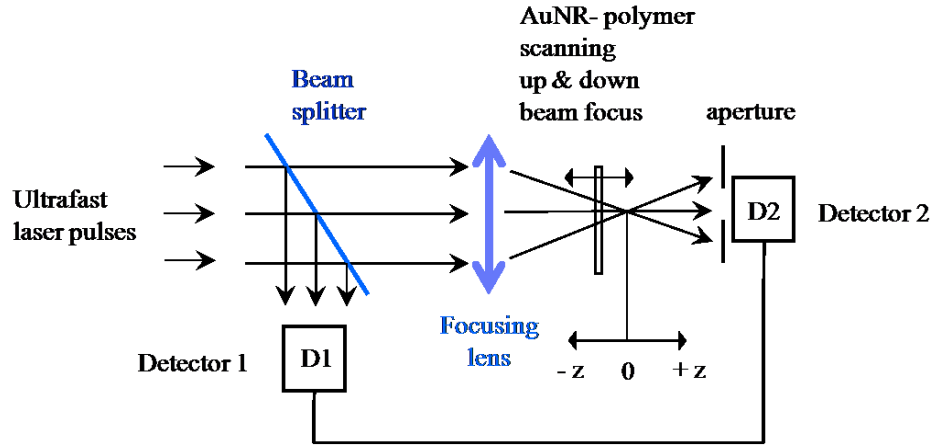 AuNR- polymer
scanning
up & down
beam focus
Beam
splitter
aperture
Ultrafast
laser pulses
D2
Detector 2
Focusing
lens
Detector 1
D1
- z
0
+ z